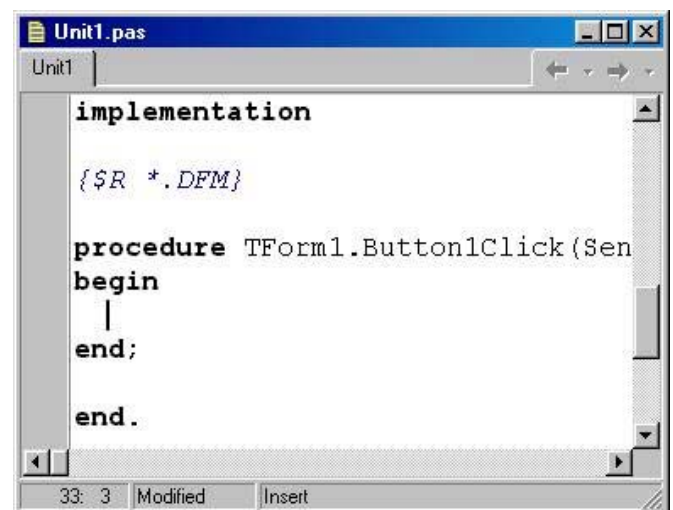 Unit1.pas
Unit1
implementation
{$R *.DFM}
procedure TForm1.Button1Click(Sen
begin
end;
end.
33: 3 Modified Insert